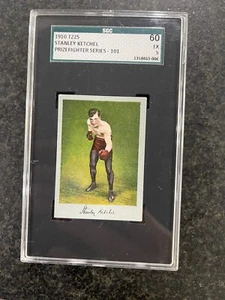 SGC
1910 T225
STANLEY KETCHEL
PRIZEFIGHTER SERIES - 101
60
EX
5
Stanley Ketchel